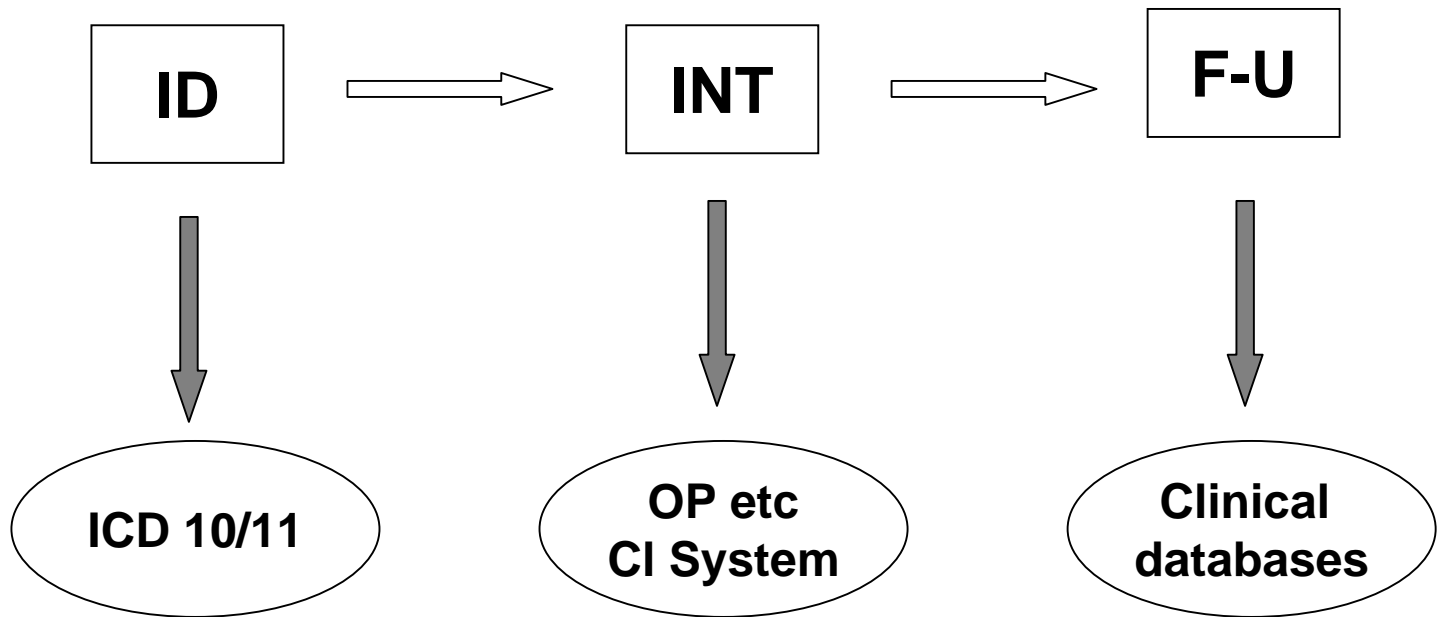 ID
INT
F-U
ICD 10/11
OP etc
CI System
Clinical
databases